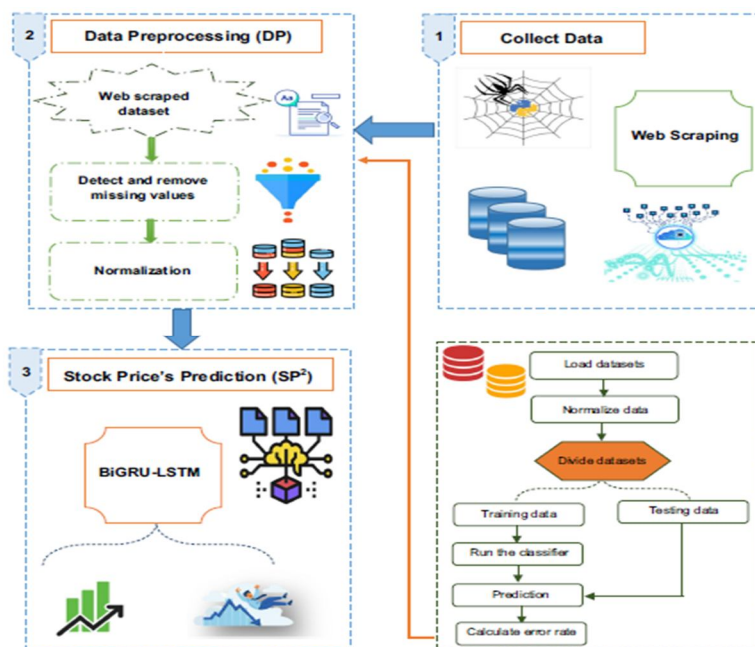 1
Collect Data
Web Scraping
2
Data Preprocessing (DP)
Web scraped
dataset
Aa
Detect and remove
missing values
Normalization
3
Stock Price's Prediction (SP²)
BiGRU-LSTM
Load datasets
Normalize data
Divide datasets
Training data
Testing data
Run the classifier
Prediction
Calculate error rate